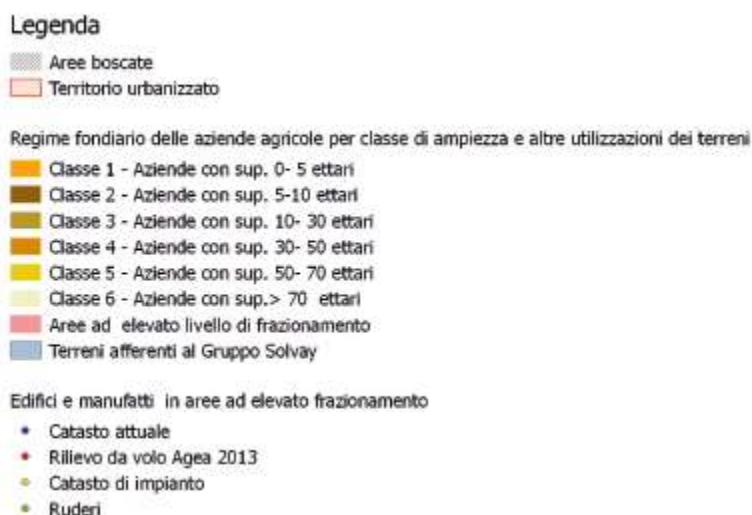 Legenda
Aree boscate
Territorio urbanizzato
Regime fondiario delle aziende agricole per classe di ampiezza e altre utilizzazioni dei terreni
Classe 1 - Aziende con sup. 0- 5 ettari
Classe 2 - Aziende con sup. 5-10 ettari
Classe 3 - Aziende con sup. 10- 30 ettari
Classe 4 - Aziende con sup. 30- 50 ettari
Classe 5 - Aziende con sup. 50- 70 ettari
Classe 6 - Aziende con sup.> 70 ettari
Aree ad elevato livello di frazionamento
Terreni afferenti al Gruppo Solvay
Edifici e manufatti in aree ad elevato frazionamento
Catasto attuale
Rilievo da volo Agea 2013
Catasto di impianto
Ruderi